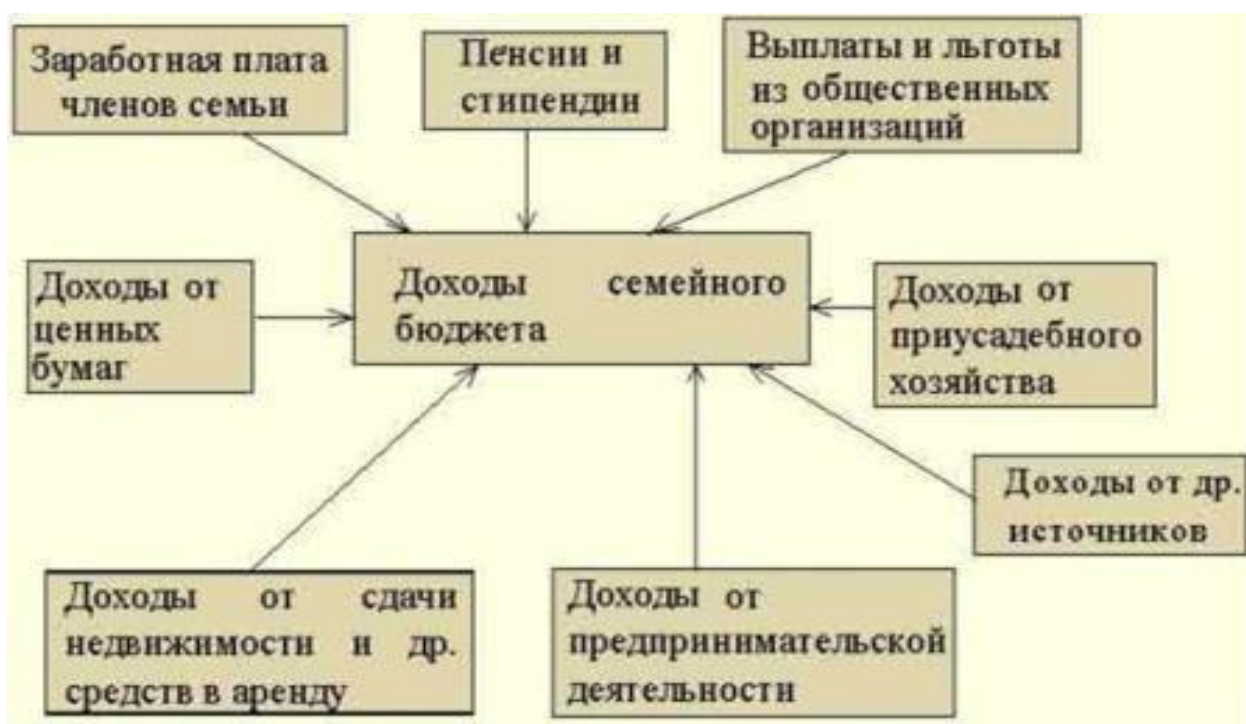 Заработная плата
членов семьи
Пенсии и
стипендии
Выплаты и льготы
из общественных
организаций
Доходы от
ценных
бумаг
Доходы семейного
бюджета
Доходы от
приусадебного
хозяйства
Доходы от др.
источников
Доходы от сдачи
недвижимости и др.
средств в аренду
Доходы от
предпринимательской
деятельности